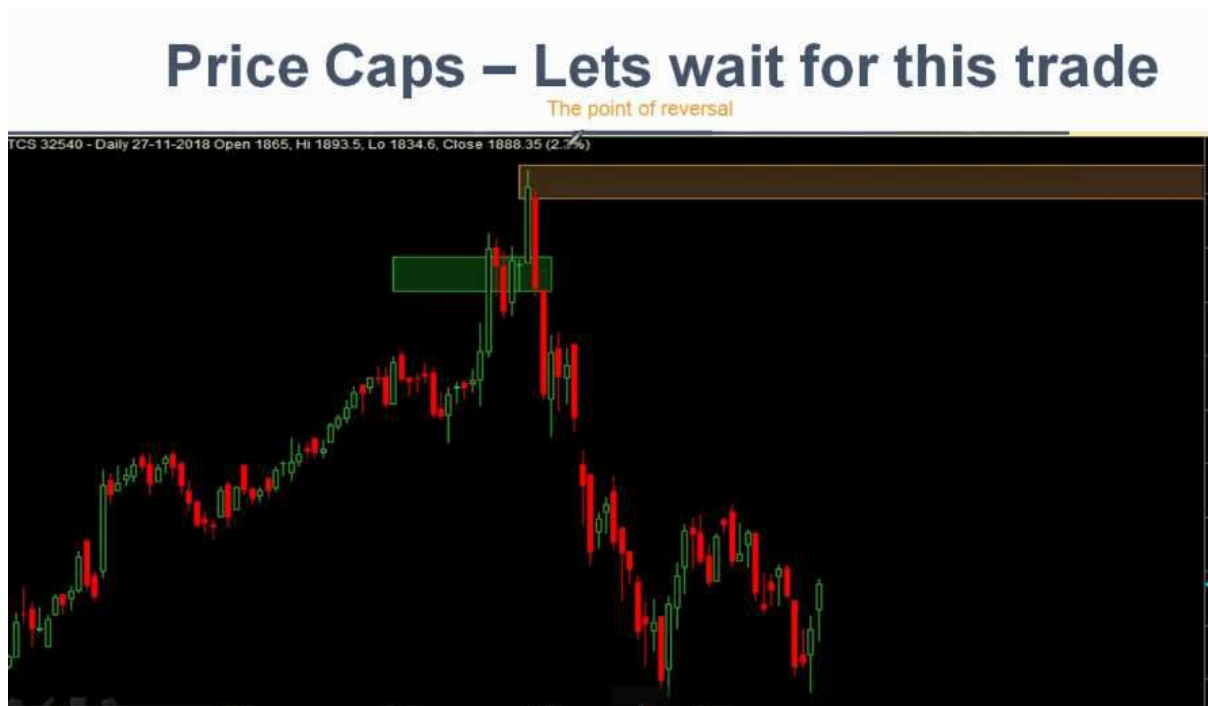 Price Caps – Lets wait for this trade
The point of reversal
TCS 32540 - Daily 27-11-2018 Open 1865, Hi 1893.5, Lo 1834.6, Close 1888.35